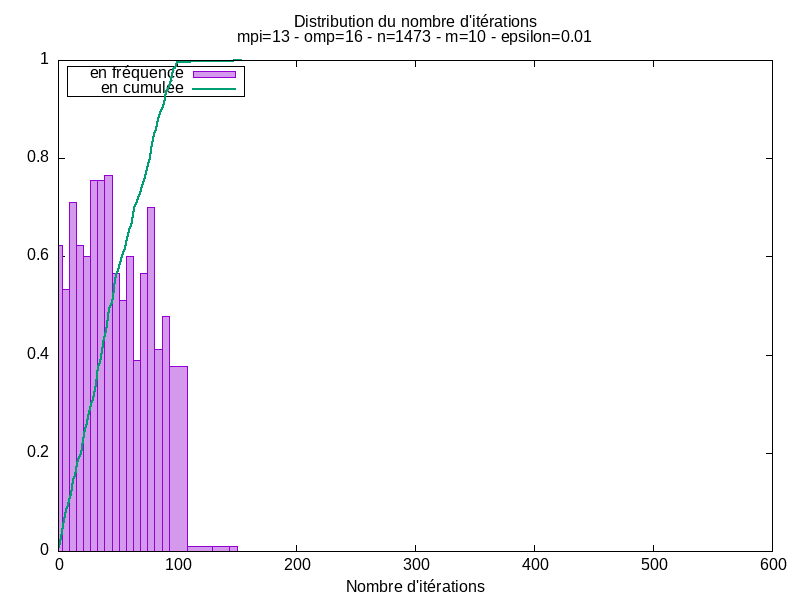 Distribution du nombre d'itérations
mpi=13 - omp=16 - n=1473 - m=10 - epsilon=0.01
1
en fréquence
en cumulée
0.8
0.6
0.4
0.2
0
0 100 200 300 400 500 600
Nombre d'itérations